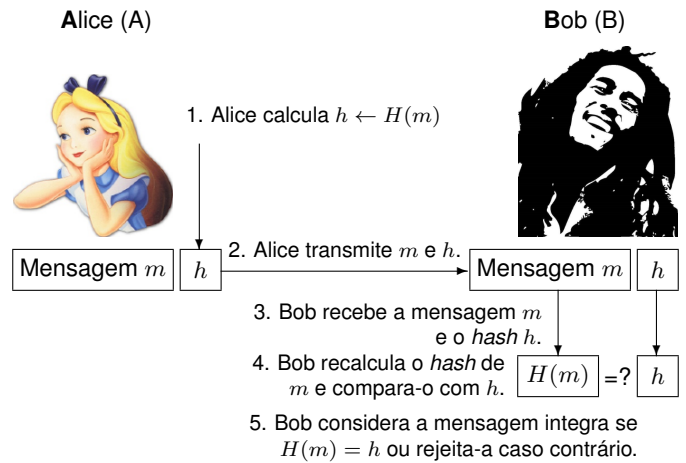 Alice (A)
Bob (B)
1. Alice calcula h ← H(m)
2. Alice transmite m e h.
Mensagem m
h
Mensagem m
h
3. Bob recebe a mensagem m
e o hash h.
4. Bob recalcula o hash de
m e compara-o com h.
H(m) =? h
5. Bob considera a mensagem integra se
H(m) = h ou rejeita-a caso contrário.